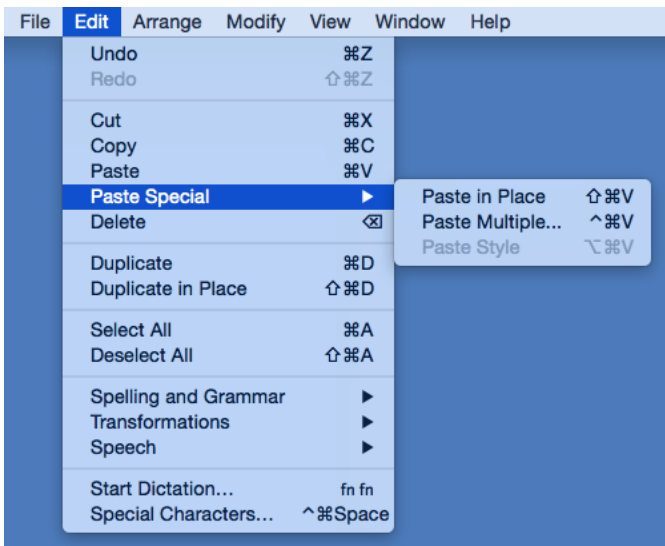 File Edit Arrange Modify View Window Help
Undo ⌘Z
Redo ⇧⌘Z
Cut ⌘X
Copy ⌘C
Paste ⌘V
Paste Special ▶
Delete ⌫
Duplicate ⌘D
Duplicate in Place ⇧⌘D
Select All ⌘A
Deselect All ⇧⌘A
Spelling and Grammar ▶
Transformations ▶
Speech ▶
Start Dictation... fn fn
Special Characters... ^⌘Space
Paste in Place ⇧⌘V
Paste Multiple... ^⌘V
Paste Style ⌥⌘V